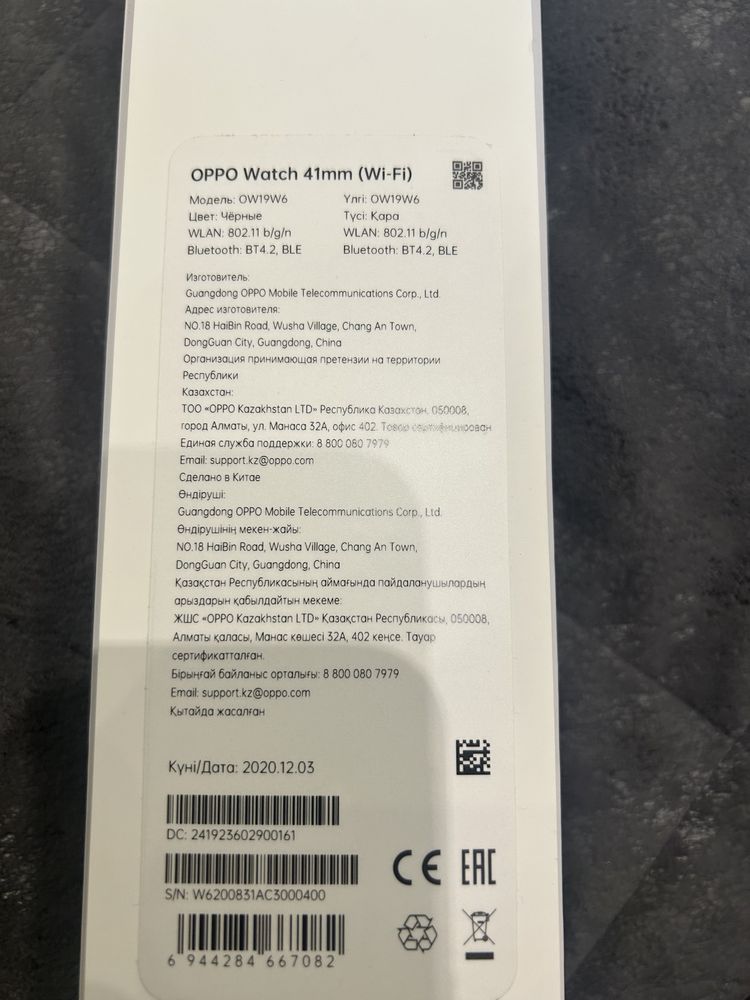 OPPO Watch 41mm (Wi-Fi)
Модель: OW19W6 Үлгі: OW19W6
Цвет: Чёрные Түсі: Қара
WLAN: 802.11 b/g/n WLAN: 802.11 b/g/n
Bluetooth: BT4.2, BLE Bluetooth: BT4.2, BLE
Изготовитель:
Guangdong OPPO Mobile Telecommunications Corp., Ltd.
Адрес изготовителя:
NO.18 HaiBin Road, Wusha Village, Chang An Town,
DongGuan City, Guangdong, China
Организация принимающая претензии на территории
Республики
Казахстан:
ТОО «OPPO Kazakhstan LTD» Республика Казахстан, 050008,
город Алматы, ул. Манаса 32А, офис 402. Товар сертифицирован
Единая служба поддержки: 8 800 080 7979
Email: support.kz@oppo.com
Сделано в Китае
Өндіруші:
Guangdong OPPO Mobile Telecommunications Corp., Ltd.
Өндірушінің мекен-жайы:
NO.18 HaiBin Road, Wusha Village, Chang An Town,
DongGuan City, Guangdong, China
Қазақстан Республикасының аймағында пайдаланушылардың
арыздарын қабылдайтын мекеме:
ЖШС «OPPO Kazakhstan LTD» Қазақстан Республикасы, 050008,
Алматы қаласы, Манас көшесі 32А, 402 кеңсе. Тауар
сертификатталған.
Бірыңғай байланыс орталығы: 8 800 080 7979
Email: support.kz@oppo.com
Қытайда жасалған
Күні/Дата: 2020.12.03
DC: 241923602900161
CE EAC
S/N: W6200831AC3000400
6 944284 667082